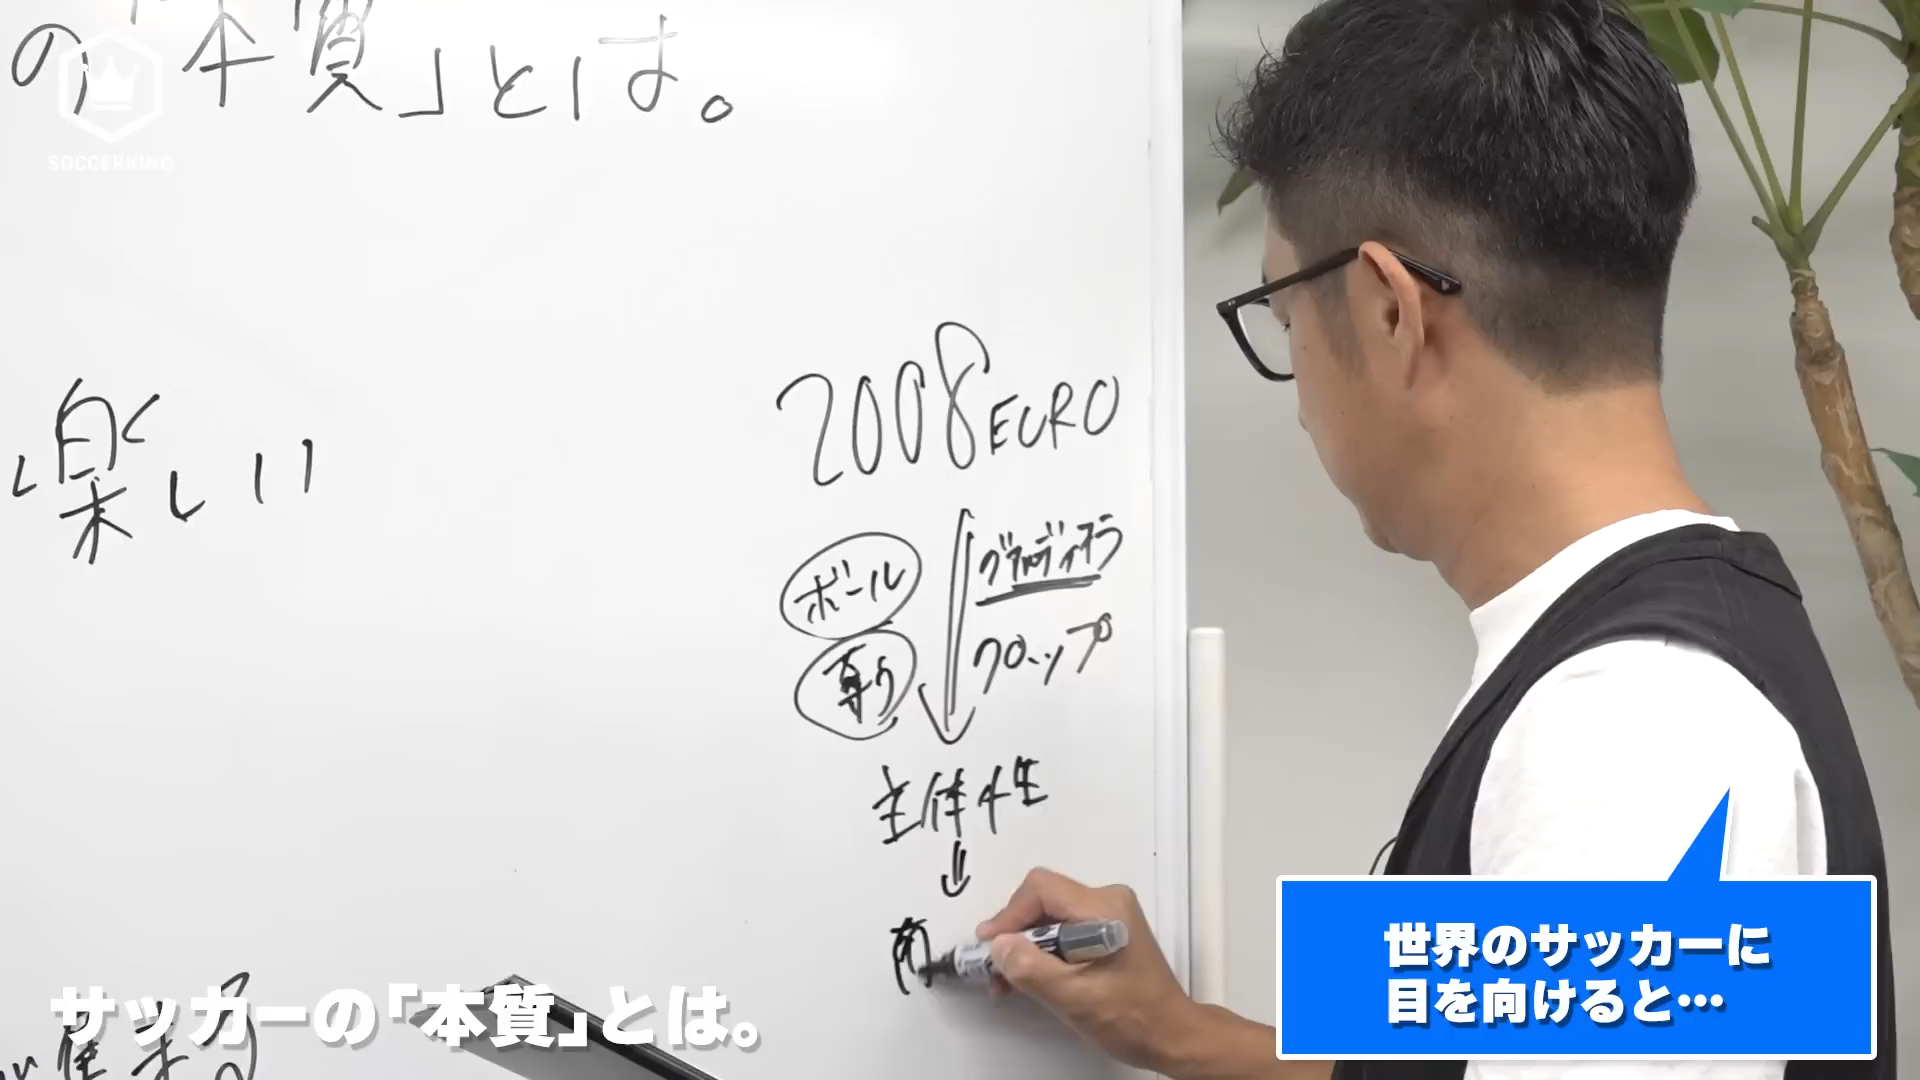 の「本質」とは。
SOCCERKING
楽しい
2008 EURO
ボール
グアルディオラ
奪う
クロップ
主体性
サッカーの「本質」とは。
世界のサッカーに
目を向けると…